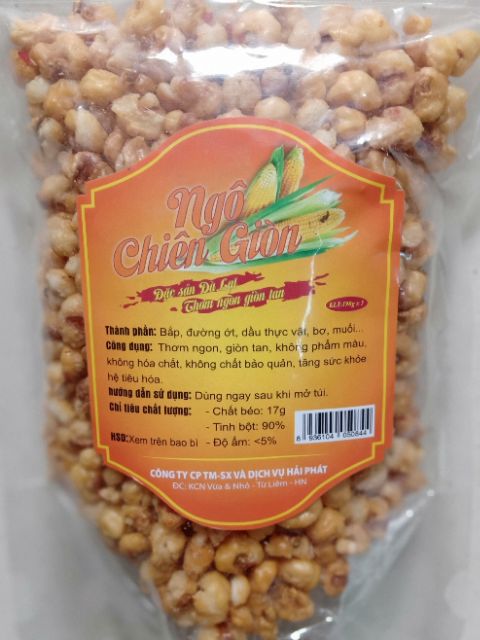 Ngô
Chiên Giòn
Đặc sản Đà Lạt
Thơm ngon giòn tan
Thành phần: Bắp, đường ớt, dầu thực vật, bơ, muối...
Công dụng: Thơm ngon, giòn tan, không phẩm màu,
không hóa chất, không chất bảo quản, tăng sức khỏe
hệ tiêu hóa.
hướng dẫn sử dụng: Dùng ngay sau khi mở túi.
Chỉ tiêu chất lượng: - Chất béo: 17g
- Tinh bột: 90%
HSD:Xem trên bao bì - Độ ẩm: <5%
8 936104 650844
CÔNG TY CP TM-SX VÀ DỊCH VỤ HẢI PHÁT
ĐC: KCN Vừa & Nhỏ - Từ Liêm - HN